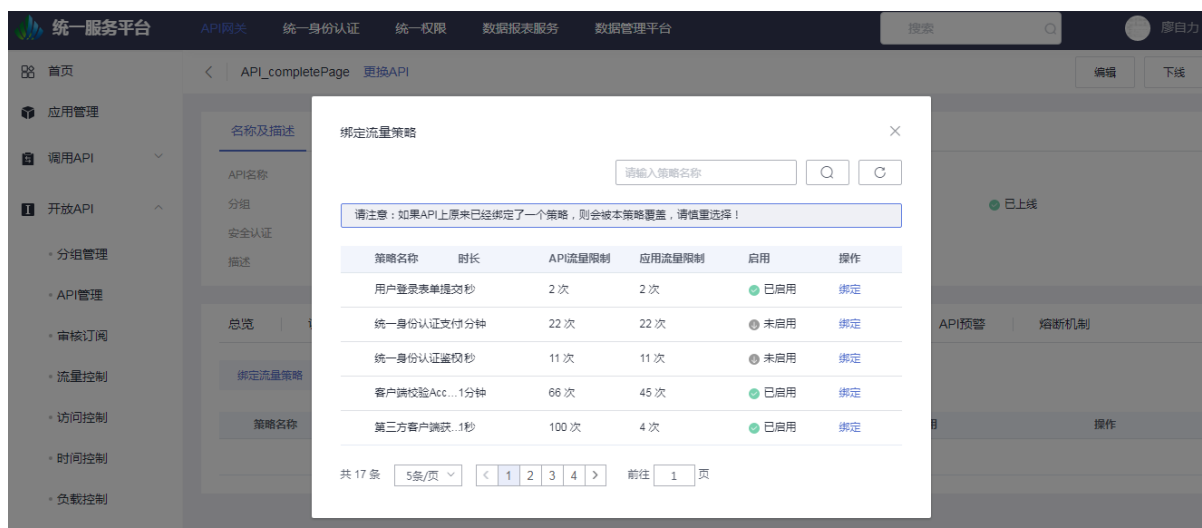 统一服务平台 API网关 统一身份认证 统一权限 数据报表服务 数据管理平台 搜索 廖自力
首页
API_completePage 更换API 编辑 下线
应用管理
调用API
开放API
分组管理
API管理
审核订阅
流量控制
访问控制
时间控制
负载控制
名称及描述
API名称
分组 已上线
安全认证
描述
总览 API预警 熔断机制
绑定流量策略
策略名称 操作
绑定流量策略
请输入策略名称
请注意：如果API上原来已经绑定了一个策略，则会被本策略覆盖，请慎重选择！
策略名称 时长 API流量限制 应用流量限制 启用 操作
用户登录表单提交 秒 2 次 2 次 已启用 绑定
统一身份认证支付 分钟 22 次 22 次 未启用 绑定
统一身份认证鉴权 秒 11 次 11 次 未启用 绑定
客户端校验Acc... 1分钟 66 次 45 次 已启用 绑定
第三方客户端获... 1秒 100 次 4 次 已启用 绑定
共 17 条 5条/页 < 1 2 3 4 > 前往 1 页